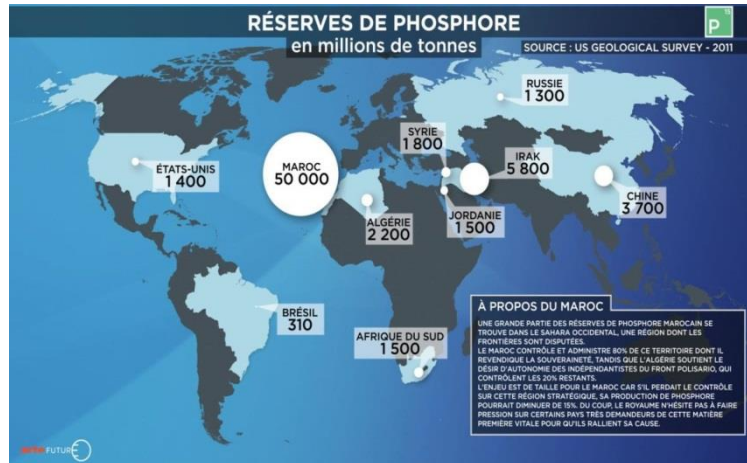 RÉSERVES DE PHOSPHORE
en millions de tonnes
15
P
SOURCE : US GEOLOGICAL SURVEY - 2011
RUSSIE
1 300
SYRIE
1 800
IRAK
5 800
MAROC
50 000
ÉTATS-UNIS
1 400
CHINE
3 700
ALGÉRIE
2 200
JORDANIE
1 500
BRÉSIL
310
AFRIQUE DU SUD
1 500
À PROPOS DU MAROC
UNE GRANDE PARTIE DES RÉSERVES DE PHOSPHORE MAROCAIN SE
TROUVE DANS LE SAHARA OCCIDENTAL, UNE RÉGION DONT LES
FRONTIÈRES SONT DISPUTÉES.
LE MAROC CONTRÔLE ET ADMINISTRE 80% DE CE TERRITOIRE DONT IL
REVENDIQUE LA SOUVERAINETÉ, TANDIS QUE L'ALGÉRIE SOUTIENT LE
DÉSIR D'AUTONOMIE DES INDÉPENDANTISTES DU FRONT POLISARIO, QUI
CONTRÔLENT LES 20% RESTANTS.
L'ENJEU EST DE TAILLE POUR LE MAROC CAR S'IL PERDAIT LE CONTRÔLE
SUR CETTE RÉGION STRATÉGIQUE, SA PRODUCTION DE PHOSPHORE
POURRAIT DIMINUER DE 15%. DU COUP, LE ROYAUME N'HÉSITE PAS À FAIRE
PRESSION SUR CERTAINS PAYS TRÈS DEMANDEURS DE CETTE MATIÈRE
PREMIÈRE VITALE POUR QU'ILS RALLIENT SA CAUSE.
arte FUTURE